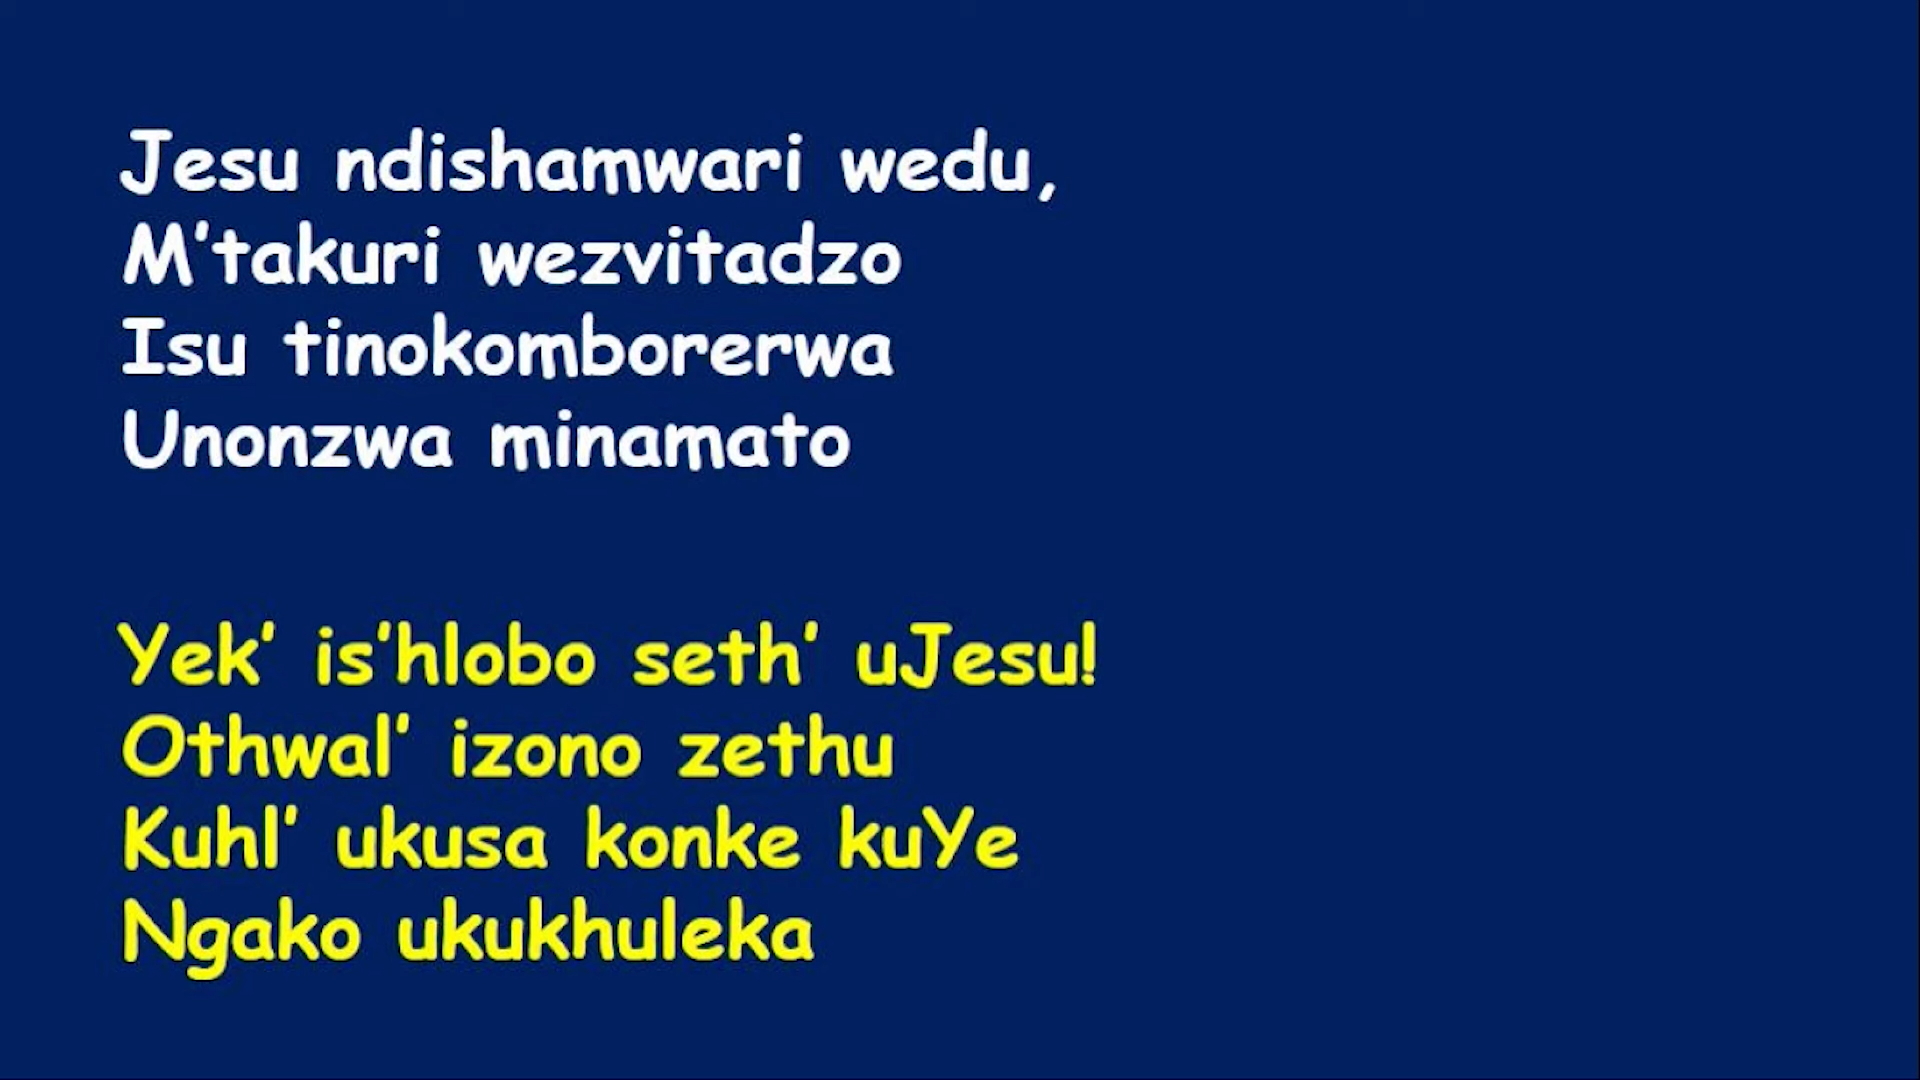 Jesu ndishamwari wedu,
M’takuri wezvitadzo
Isu tinokomborerwa
Unonzwa minamato
Yek’ is’hlobo seth’ uJesu!
Othwal’ izono zethu
Kuhl’ ukusa konke kuYe
Ngako ukukhuleka